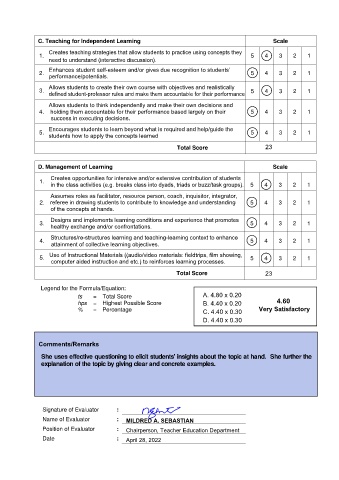 C. Teaching for Independent Learning Scale
1. Creates teaching strategies that allow students to practice using concepts they
need to understand (interactive discussion). 5 4 3 2 1
2. Enhances student self-esteem and/or gives due recognition to students'
performance/potentials. 5 4 3 2 1
3. Allows students to create their own course with objectives and realistically
defined student-professor rules and make them accountable for their performance 5 4 3 2 1
4. Allows students to think independently and make their own decisions and
holding them accountable for their performance based largely on their
success in executing decisions. 5 4 3 2 1
5. Encourages students to learn beyond what is required and help/guide the
students how to apply the concepts learned 5 4 3 2 1
Total Score 23
D. Management of Learning Scale
1. Creates opportunities for intensive and/or extensive contribution of students
in the class activities (e.g. breaks class into dyads, triads or buzz/task groups). 5 4 3 2 1
2. Assumes roles as facilitator, resource person, coach, inquisitor, integrator,
referee in drawing students to contribute to knowledge and understanding
of the concepts at hands. 5 4 3 2 1
3. Designs and implements learning conditions and experience that promotes
healthy exchange and/or confrontations. 5 4 3 2 1
4. Structures/re-structures learning and teaching-learning context to enhance
attainment of collective learning objectives. 5 4 3 2 1
5. Use of Instructional Materials (audio/video materials: fieldtrips, film showing,
computer aided instruction and etc.) to reinforces learning processes. 5 4 3 2 1
Total Score 23
Legend for the Formula/Equation:
ts = Total Score
hps = Highest Possible Score
% = Percentage
A. 4.80 x 0.20
B. 4.40 x 0.20
C. 4.40 x 0.30
D. 4.40 x 0.30
4.60
Very Satisfactory
Comments/Remarks
She uses effective questioning to elicit students' insights about the topic at hand. She further the
explanation of the topic by giving clear and concrete examples.
Signature of Evaluator :
Name of Evaluator : MILDRED A. SEBASTIAN
Position of Evaluator : Chairperson, Teacher Education Department
Date : April 28, 2022